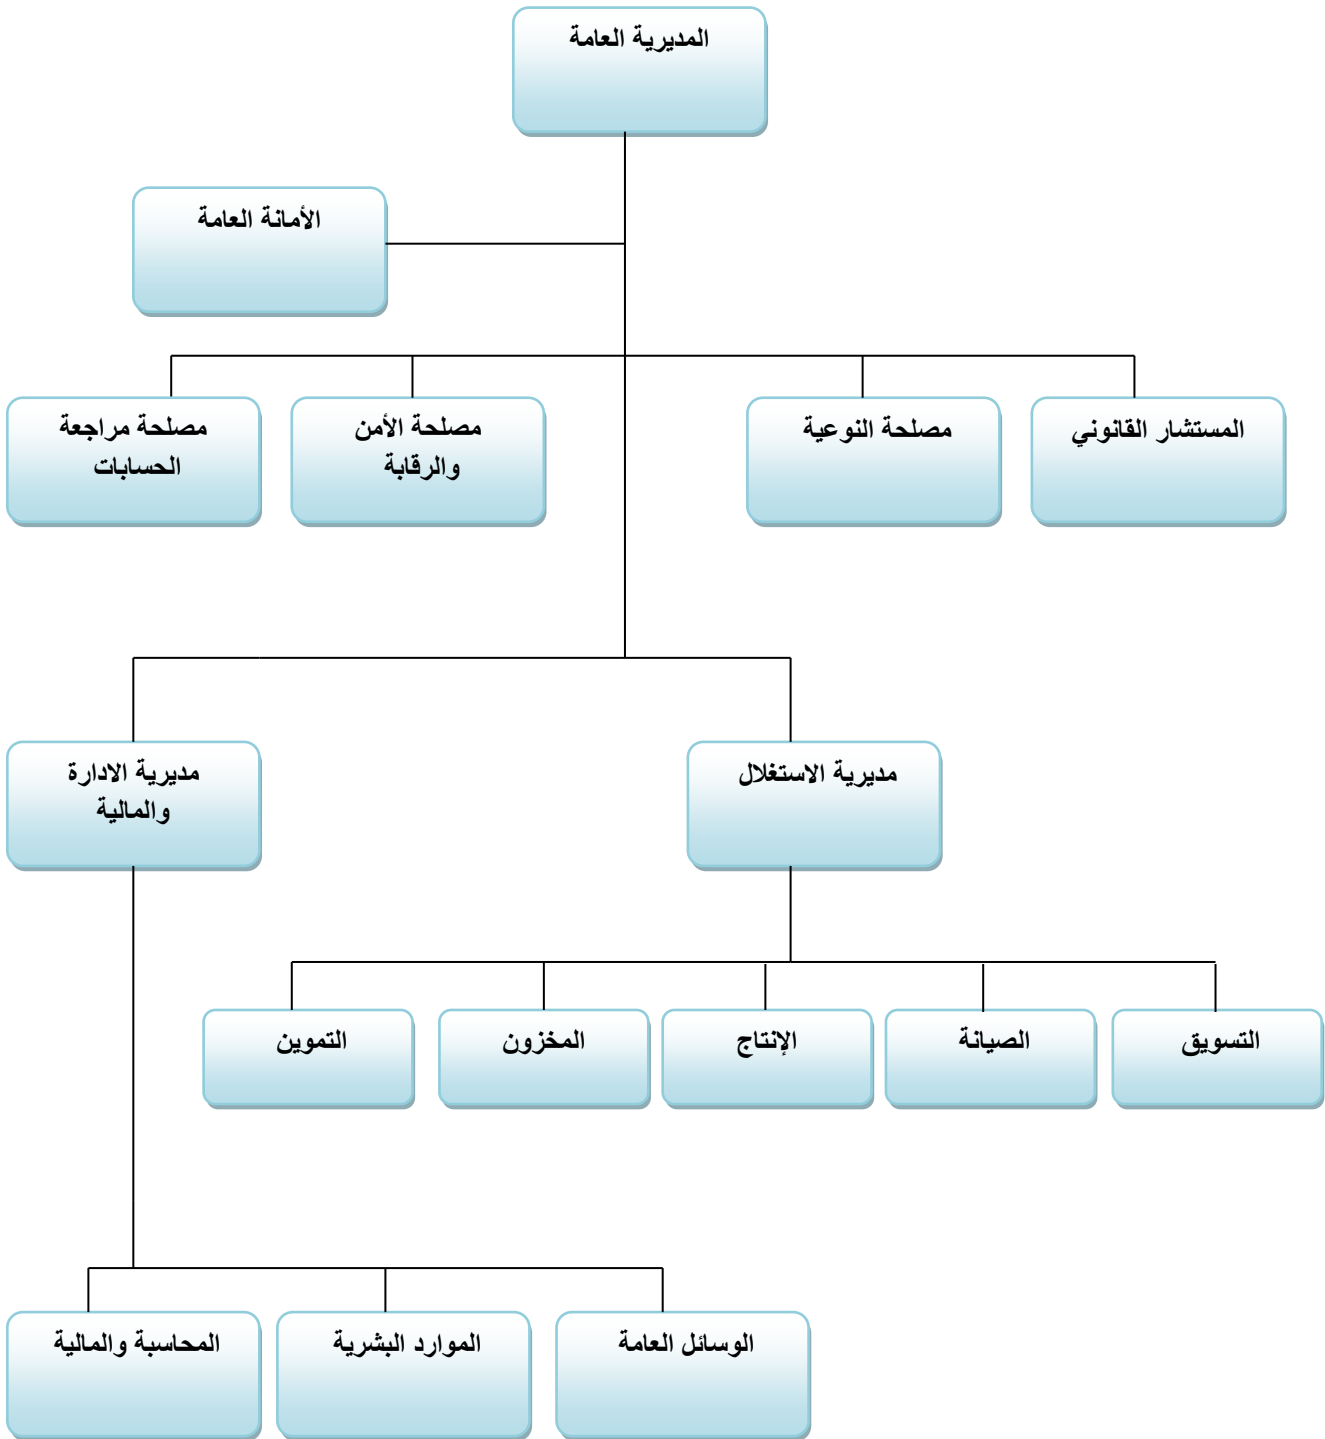 المديرية العامة
الأمانة العامة
المستشار القانوني
مصلحة النوعية
مصلحة الأمن
والرقابة
مصلحة مراجعة
الحسابات
مديرية الاستغلال
مديرية الادارة
والمالية
التسويق
الصيانة
الإنتاج
المخزون
التموين
الوسائل العامة
الموارد البشرية
المحاسبة والمالية